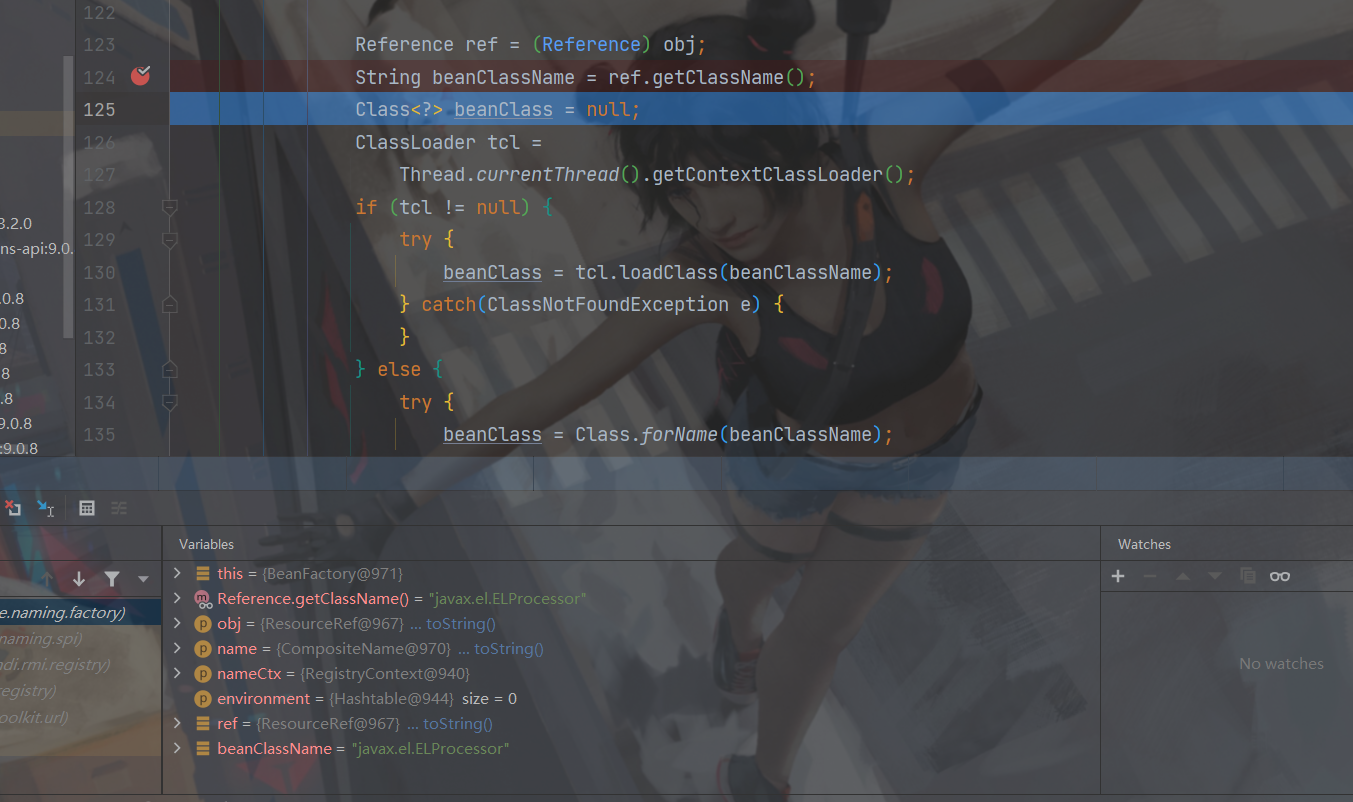 122
123 Reference ref = (Reference) obj;
124 String beanClassName = ref.getClassName();
125 Class<?> beanClass = null;
126 ClassLoader tcl =
127 Thread.currentThread().getContextClassLoader();
128 if (tcl != null) {
129 try {
130 beanClass = tcl.loadClass(beanClassName);
131 } catch(ClassNotFoundException e) {
132 }
133 } else {
134 try {
135 beanClass = Class.forName(beanClassName);
3.2.0
ns-api:9.0.
.0.8
0.8
8
8
.8
9.0.8
:9.0.8
Variables
Watches
this = {BeanFactory@971}
Reference.getClassName() = "javax.el.ELProcessor"
obj = {ResourceRef@967} ... toString()
name = {CompositeName@970} ... toString()
nameCtx = {RegistryContext@940}
environment = {Hashtable@944} size = 0
ref = {ResourceRef@967} ... toString()
beanClassName = "javax.el.ELProcessor"
e.naming.factory)
naming.spi)
ndi.rmi.registry)
registry)
oolkit.url)
No watches